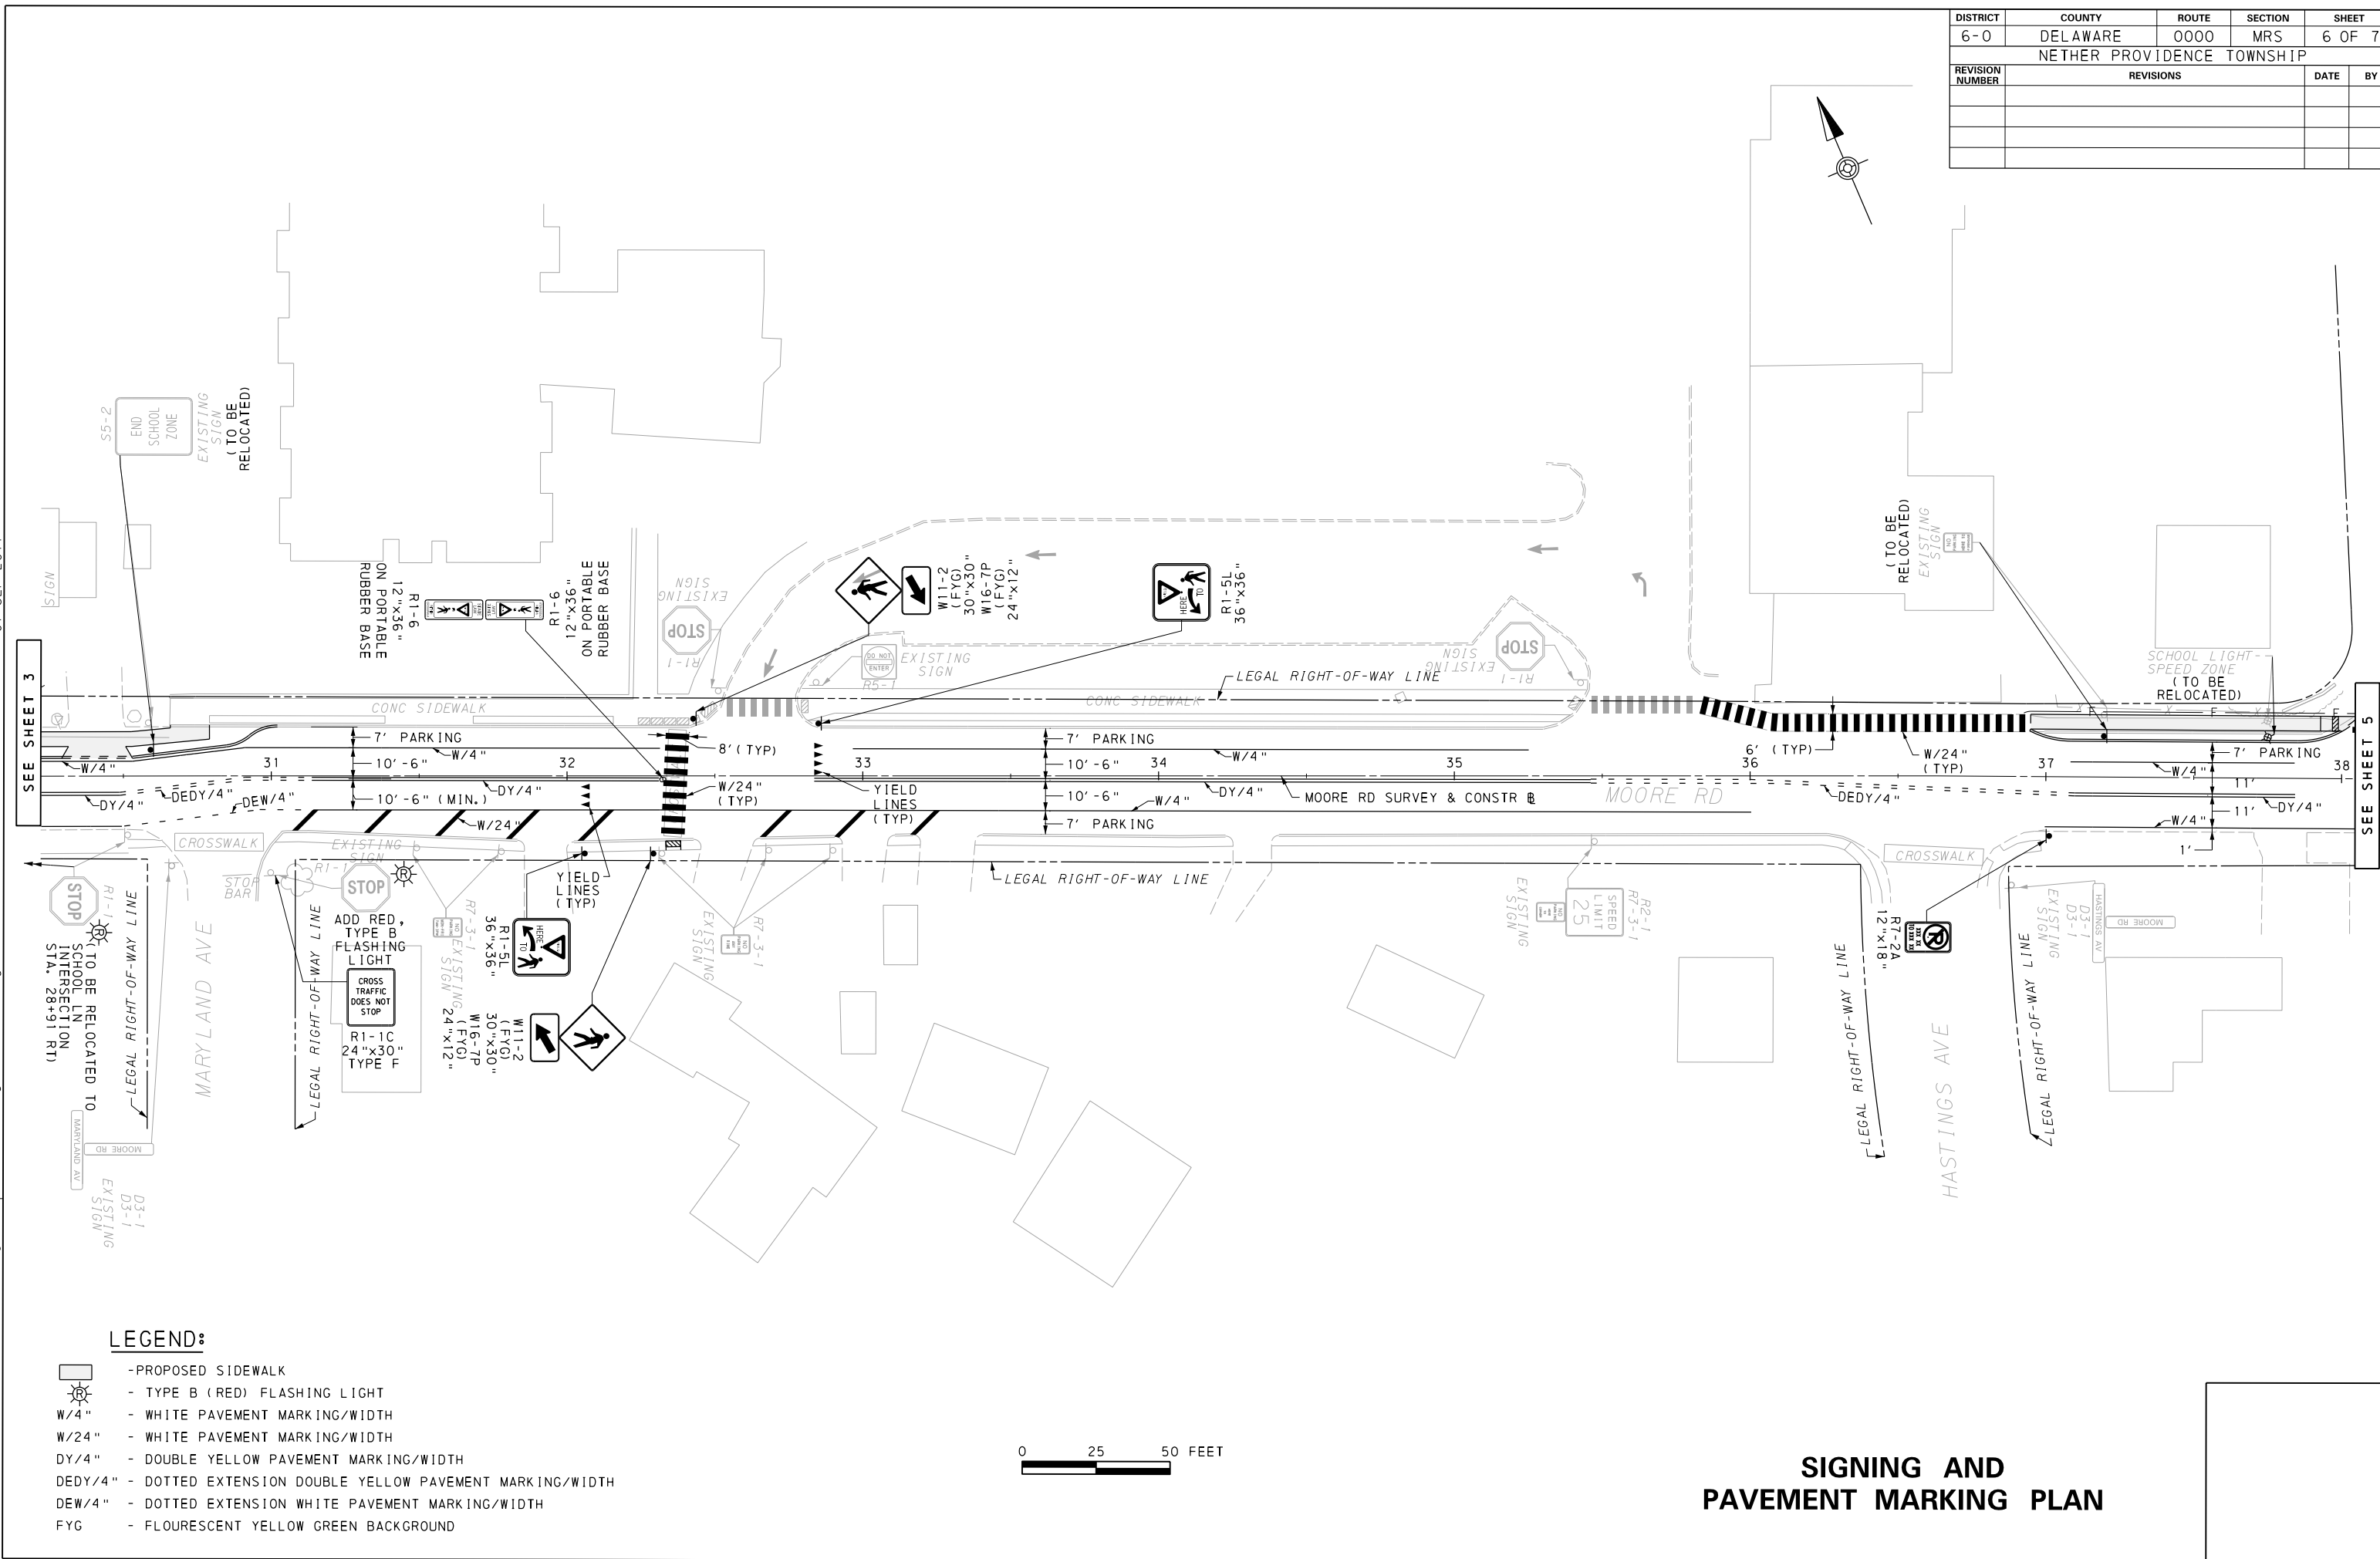 DISTRICT COUNTY ROUTE SECTION SHEET
6-0 DELAWARE 0000 MRS 6 OF 7
NETHER PROVIDENCE TOWNSHIP
REVISION NUMBER REVISIONS DATE BY
S5-2
END
SCHOOL
ZONE
EXISTING
SIGN
(TO BE
RELOCATED)
SIGN
SEE SHEET 3
R1-6
12"x36"
ON PORTABLE
RUBBER BASE
R1-6
12"x36"
ON PORTABLE
RUBBER BASE
EXISTING
SIGN
STOP
R1-1
DO NOT
ENTER
R5-1
EXISTING
SIGN
W11-2
(FYG)
30"x30"
W16-7P
(FYG)
24"x12"
HERE
TO
R1-5L
36"x36"
EXISTING
SIGN
STOP
R1-1
(TO BE
RELOCATED)
EXISTING
SIGN
SCHOOL LIGHT-
SPEED ZONE
(TO BE
RELOCATED)
LEGAL RIGHT-OF-WAY LINE
CONC SIDEWALK
CONC SIDEWALK
7' PARKING
10'-6"
10'-6" (MIN.)
W/4"
W/4"
DY/4"
DEDY/4"
DEW/4"
DY/4"
31
32
33
34
35
36
37
38
8'(TYP)
W/24"
(TYP)
YIELD
LINES
(TYP)
7' PARKING
10'-6"
10'-6"
7' PARKING
W/4"
W/4"
DY/4"
MOORE RD SURVEY & CONSTR BL
MOORE RD
6' (TYP)
W/24"
(TYP)
DEDY/4"
7' PARKING
11'
11'
1'
W/4"
W/4"
DY/4"
SEE SHEET 5
W/24"
CROSSWALK
CROSSWALK
STOP
BAR
R1-1
EXISTING
SIGN
STOP
R
ADD RED,
TYPE B
FLASHING
LIGHT
CROSS
TRAFFIC
DOES NOT
STOP
R1-1C
24"x30"
TYPE F
STOP
R1-1
R
(TO BE RELOCATED TO
SCHOOL LN
INTERSECTION
STA. 28+91 RT)
LEGAL RIGHT-OF-WAY LINE
MARYLAND AVE
LEGAL RIGHT-OF-WAY LINE
MOORE RD
MARYLAND AV
D3-1
D3-1
EXISTING
SIGN
R7-3-1
EXISTING
SIGN
YIELD
LINES
(TYP)
HERE
TO
R1-5L
36"x36"
W11-2
(FYG)
30"x30"
W16-7P
(FYG)
24"x12"
R7-3-1
EXISTING
SIGN
LEGAL RIGHT-OF-WAY LINE
SPEED
LIMIT
25
R2-1
R7-3-1
EXISTING
SIGN
R7-2A
12"x18"
LEGAL RIGHT-OF-WAY LINE
HASTINGS AVE
LEGAL RIGHT-OF-WAY LINE
HASTINGS AV
MOORE RD
D3-1
D3-1
EXISTING
SIGN
LEGEND:
-PROPOSED SIDEWALK
R - TYPE B (RED) FLASHING LIGHT
W/4" - WHITE PAVEMENT MARKING/WIDTH
W/24" - WHITE PAVEMENT MARKING/WIDTH
DY/4" - DOUBLE YELLOW PAVEMENT MARKING/WIDTH
DEDY/4" - DOTTED EXTENSION DOUBLE YELLOW PAVEMENT MARKING/WIDTH
DEW/4" - DOTTED EXTENSION WHITE PAVEMENT MARKING/WIDTH
FYG - FLOURESCENT YELLOW GREEN BACKGROUND
0 25 50 FEET
SIGNING AND
PAVEMENT MARKING PLAN